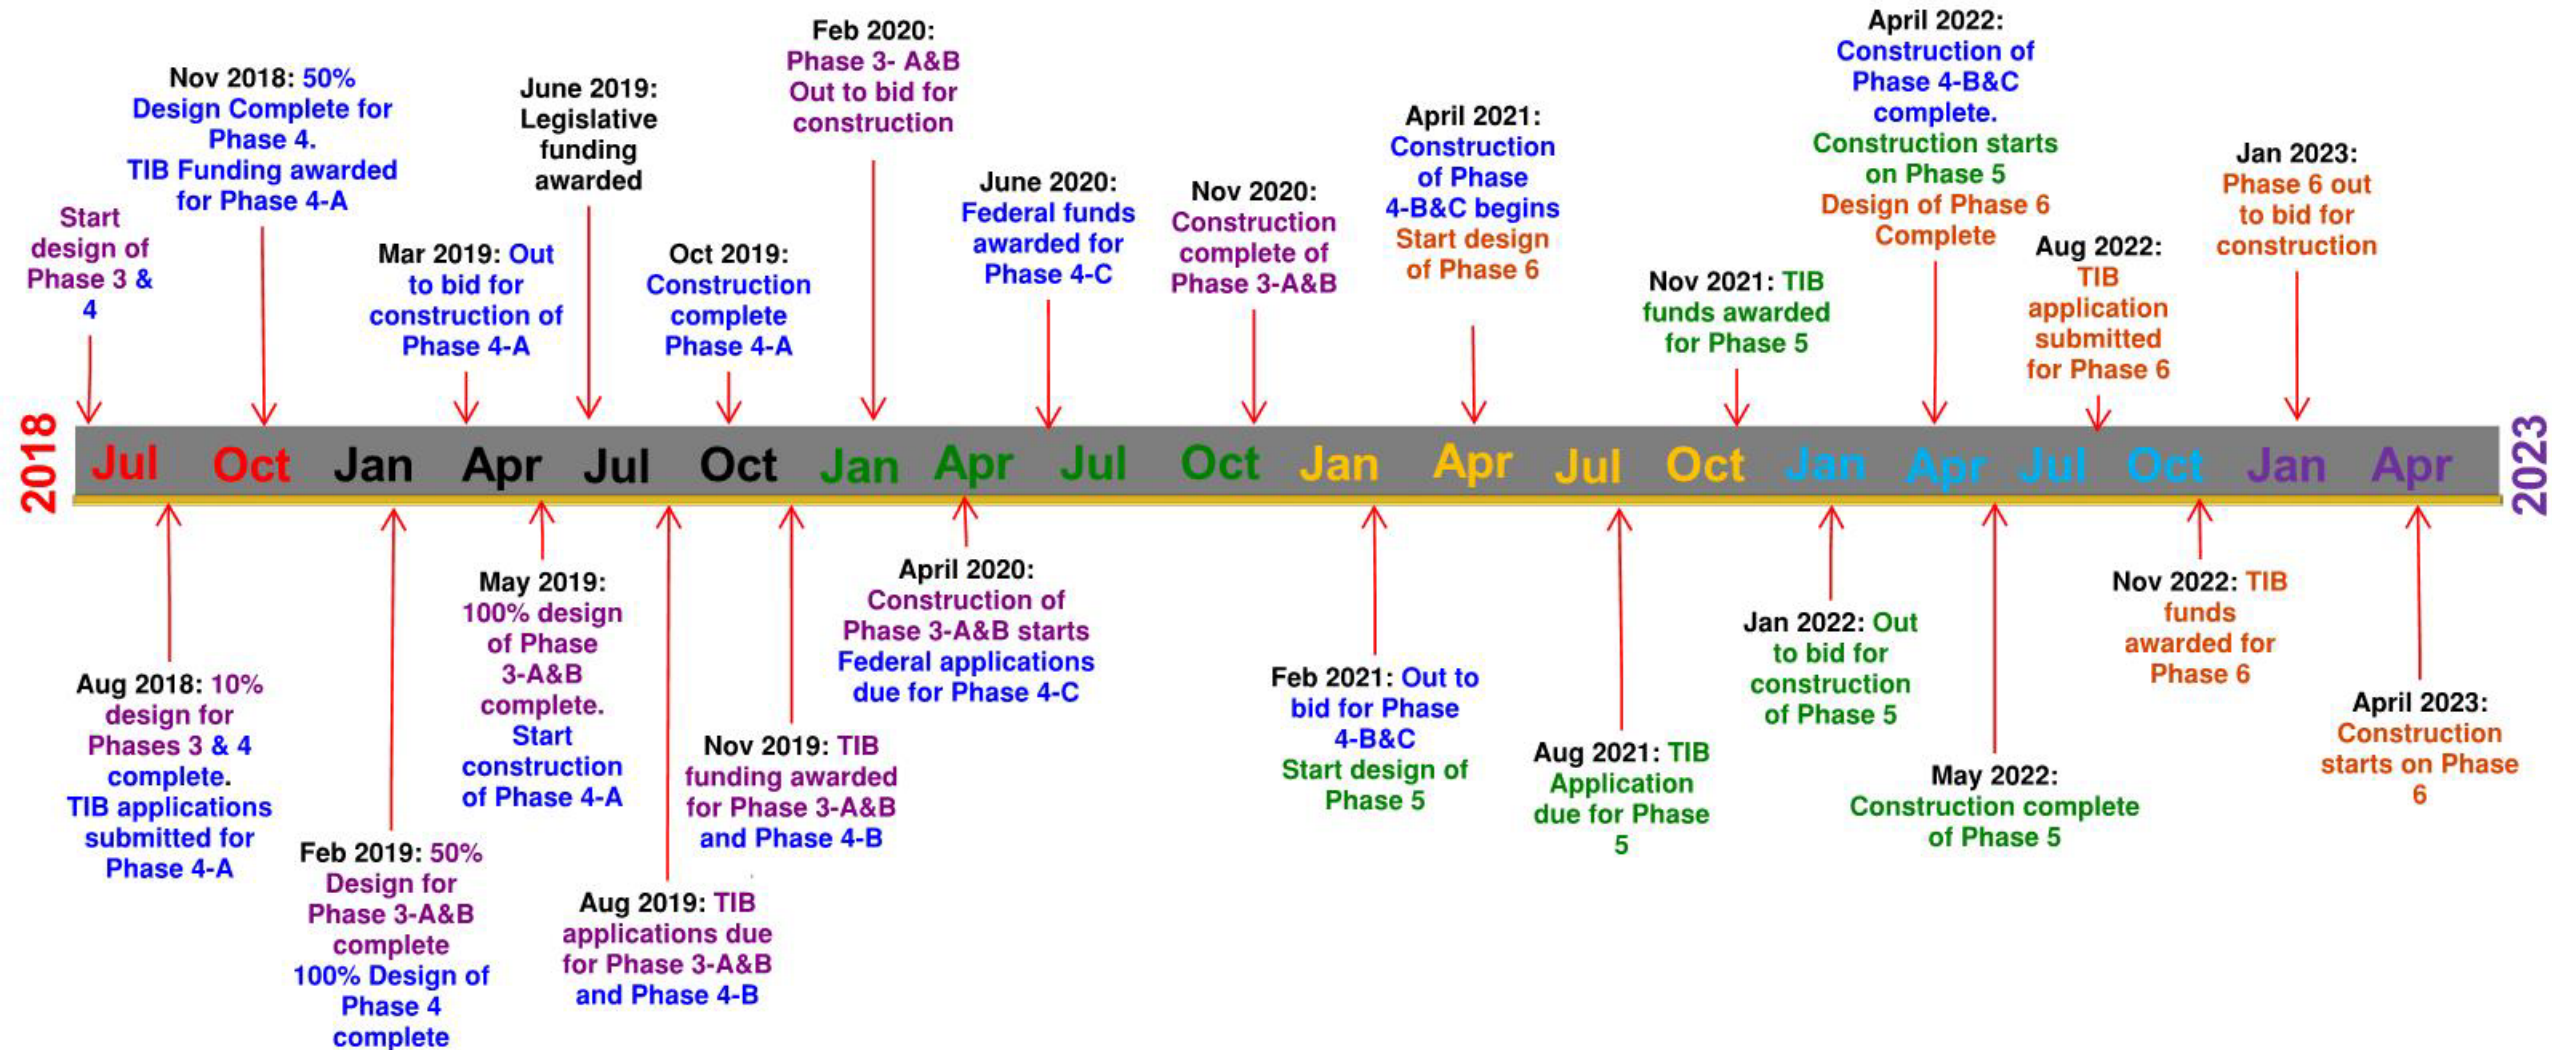 Start
design of
Phase 3 &
4
Nov 2018: 50%
Design Complete for
Phase 4.
TIB Funding awarded
for Phase 4-A
Mar 2019: Out
to bid for
construction of
Phase 4-A
June 2019:
Legislative
funding
awarded
Oct 2019:
Construction
complete
Phase 4-A
Feb 2020:
Phase 3- A&B
Out to bid for
construction
June 2020:
Federal funds
awarded for
Phase 4-C
Nov 2020:
Construction
complete of
Phase 3-A&B
April 2021:
Construction
of Phase
4-B&C begins
Start design
of Phase 6
Nov 2021: TIB
funds awarded
for Phase 5
April 2022:
Construction of
Phase 4-B&C
complete.
Construction starts
on Phase 5
Design of Phase 6
Complete
Aug 2022:
TIB
application
submitted
for Phase 6
Jan 2023:
Phase 6 out
to bid for
construction
2018
Jul Oct Jan Apr Jul Oct Jan Apr Jul Oct Jan Apr Jul Oct Jan Apr Jul Oct Jan Apr
2023
Aug 2018: 10%
design for
Phases 3 & 4
complete.
TIB applications
submitted for
Phase 4-A
Feb 2019: 50%
Design for
Phase 3-A&B
complete
100% Design of
Phase 4
complete
May 2019:
100% design
of Phase
3-A&B
complete.
Start
construction
of Phase 4-A
Aug 2019: TIB
applications due
for Phase 3-A&B
and Phase 4-B
Nov 2019: TIB
funding awarded
for Phase 3-A&B
and Phase 4-B
April 2020:
Construction of
Phase 3-A&B starts
Federal applications
due for Phase 4-C
Feb 2021: Out to
bid for Phase
4-B&C
Start design of
Phase 5
Aug 2021: TIB
Application
due for Phase
5
Jan 2022: Out
to bid for
construction
of Phase 5
May 2022:
Construction complete
of Phase 5
Nov 2022: TIB
funds
awarded for
Phase 6
April 2023:
Construction
starts on Phase
6